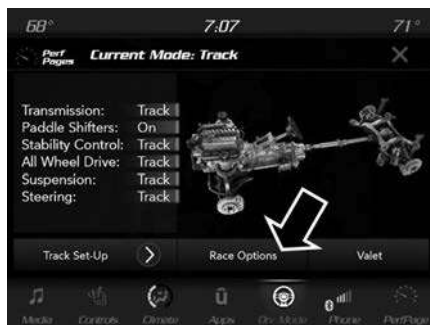 68° 7:07 71°
Perf Pages Current Mode: Track
Transmission: Track
Paddle Shifters: On
Stability Control: Track
All Wheel Drive: Track
Suspension: Track
Steering: Track
Track Set-Up Race Options Valet
Media Controls Climate Apps Drv Mode Phone PerfPage